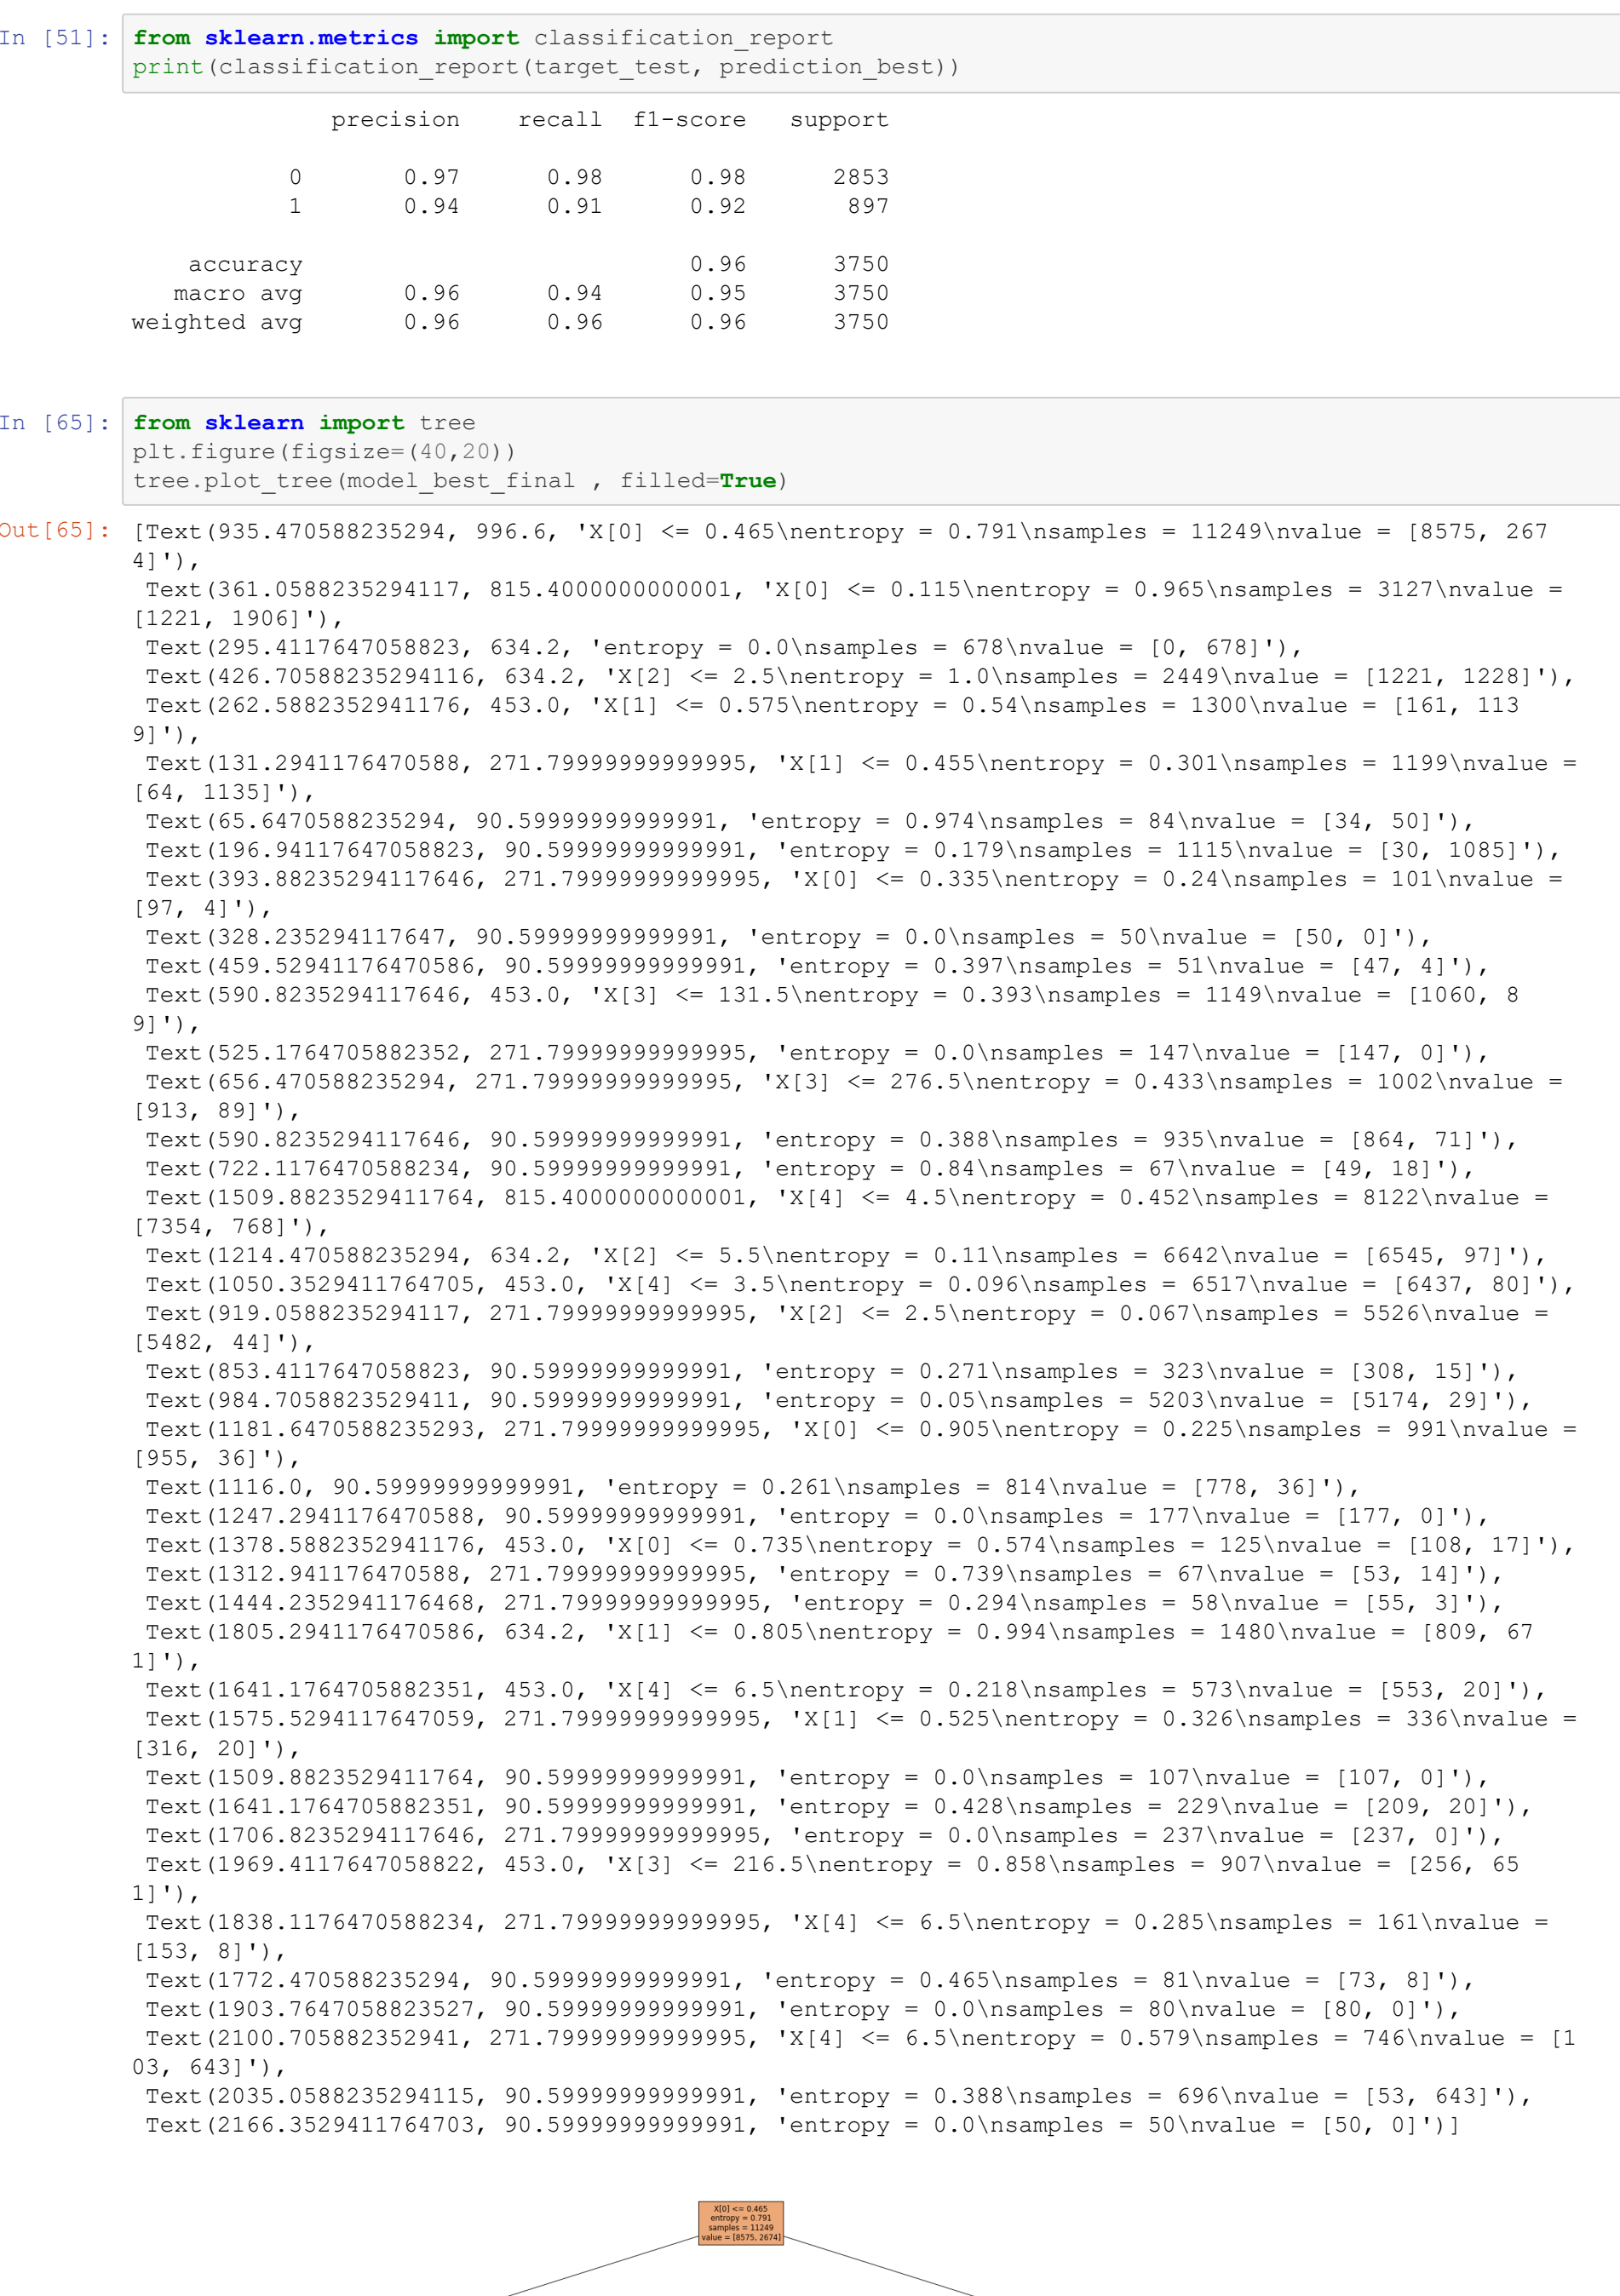 In [51]: from sklearn.metrics import classification_report
print(classification_report(target_test, prediction_best))
precision recall f1-score support
0 0.97 0.98 0.98 2853
1 0.94 0.91 0.92 897
accuracy 0.96 3750
macro avg 0.96 0.94 0.95 3750
weighted avg 0.96 0.96 0.96 3750
In [65]: from sklearn import tree
plt.figure(figsize=(40,20))
tree.plot_tree(model_best_final , filled=True)
Out[65]: [Text(935.470588235294, 996.6, 'X[0] <= 0.465\nentropy = 0.791\nsamples = 11249\nvalue = [8575, 267
4]'),
Text(361.0588235294117, 815.4000000000001, 'X[0] <= 0.115\nentropy = 0.965\nsamples = 3127\nvalue =
[1221, 1906]'),
Text(295.4117647058823, 634.2, 'entropy = 0.0\nsamples = 678\nvalue = [0, 678]'),
Text(426.70588235294116, 634.2, 'X[2] <= 2.5\nentropy = 1.0\nsamples = 2449\nvalue = [1221, 1228]'),
Text(262.5882352941176, 453.0, 'X[1] <= 0.575\nentropy = 0.54\nsamples = 1300\nvalue = [161, 113
9]'),
Text(131.2941176470588, 271.79999999999995, 'X[1] <= 0.455\nentropy = 0.301\nsamples = 1199\nvalue =
[64, 1135]'),
Text(65.6470588235294, 90.59999999999991, 'entropy = 0.974\nsamples = 84\nvalue = [34, 50]'),
Text(196.94117647058823, 90.59999999999991, 'entropy = 0.179\nsamples = 1115\nvalue = [30, 1085]'),
Text(393.88235294117646, 271.79999999999995, 'X[0] <= 0.335\nentropy = 0.24\nsamples = 101\nvalue =
[97, 4]'),
Text(328.235294117647, 90.59999999999991, 'entropy = 0.0\nsamples = 50\nvalue = [50, 0]'),
Text(459.52941176470586, 90.59999999999991, 'entropy = 0.397\nsamples = 51\nvalue = [47, 4]'),
Text(590.8235294117646, 453.0, 'X[3] <= 131.5\nentropy = 0.393\nsamples = 1149\nvalue = [1060, 8
9]'),
Text(525.1764705882352, 271.79999999999995, 'entropy = 0.0\nsamples = 147\nvalue = [147, 0]'),
Text(656.470588235294, 271.79999999999995, 'X[3] <= 276.5\nentropy = 0.433\nsamples = 1002\nvalue =
[913, 89]'),
Text(590.8235294117646, 90.59999999999991, 'entropy = 0.388\nsamples = 935\nvalue = [864, 71]'),
Text(722.1176470588234, 90.59999999999991, 'entropy = 0.84\nsamples = 67\nvalue = [49, 18]'),
Text(1509.8823529411764, 815.4000000000001, 'X[4] <= 4.5\nentropy = 0.452\nsamples = 8122\nvalue =
[7354, 768]'),
Text(1214.470588235294, 634.2, 'X[2] <= 5.5\nentropy = 0.11\nsamples = 6642\nvalue = [6545, 97]'),
Text(1050.3529411764705, 453.0, 'X[4] <= 3.5\nentropy = 0.096\nsamples = 6517\nvalue = [6437, 80]'),
Text(919.0588235294117, 271.79999999999995, 'X[2] <= 2.5\nentropy = 0.067\nsamples = 5526\nvalue =
[5482, 44]'),
Text(853.4117647058823, 90.59999999999991, 'entropy = 0.271\nsamples = 323\nvalue = [308, 15]'),
Text(984.7058823529411, 90.59999999999991, 'entropy = 0.05\nsamples = 5203\nvalue = [5174, 29]'),
Text(1181.6470588235293, 271.79999999999995, 'X[0] <= 0.905\nentropy = 0.225\nsamples = 991\nvalue =
[955, 36]'),
Text(1116.0, 90.59999999999991, 'entropy = 0.261\nsamples = 814\nvalue = [778, 36]'),
Text(1247.2941176470588, 90.59999999999991, 'entropy = 0.0\nsamples = 177\nvalue = [177, 0]'),
Text(1378.5882352941176, 453.0, 'X[0] <= 0.735\nentropy = 0.574\nsamples = 125\nvalue = [108, 17]'),
Text(1312.941176470588, 271.79999999999995, 'entropy = 0.739\nsamples = 67\nvalue = [53, 14]'),
Text(1444.2352941176468, 271.79999999999995, 'entropy = 0.294\nsamples = 58\nvalue = [55, 3]'),
Text(1805.2941176470586, 634.2, 'X[1] <= 0.805\nentropy = 0.994\nsamples = 1480\nvalue = [809, 67
1]'),
Text(1641.1764705882351, 453.0, 'X[4] <= 6.5\nentropy = 0.218\nsamples = 573\nvalue = [553, 20]'),
Text(1575.5294117647059, 271.79999999999995, 'X[1] <= 0.525\nentropy = 0.326\nsamples = 336\nvalue =
[316, 20]'),
Text(1509.8823529411764, 90.59999999999991, 'entropy = 0.0\nsamples = 107\nvalue = [107, 0]'),
Text(1641.1764705882351, 90.59999999999991, 'entropy = 0.428\nsamples = 229\nvalue = [209, 20]'),
Text(1706.8235294117646, 271.79999999999995, 'entropy = 0.0\nsamples = 237\nvalue = [237, 0]'),
Text(1969.4117647058822, 453.0, 'X[3] <= 216.5\nentropy = 0.858\nsamples = 907\nvalue = [256, 65
1]'),
Text(1838.1176470588234, 271.79999999999995, 'X[4] <= 6.5\nentropy = 0.285\nsamples = 161\nvalue =
[153, 8]'),
Text(1772.470588235294, 90.59999999999991, 'entropy = 0.465\nsamples = 81\nvalue = [73, 8]'),
Text(1903.7647058823527, 90.59999999999991, 'entropy = 0.0\nsamples = 80\nvalue = [80, 0]'),
Text(2100.705882352941, 271.79999999999995, 'X[4] <= 6.5\nentropy = 0.579\nsamples = 746\nvalue = [1
03, 643]'),
Text(2035.0588235294115, 90.59999999999991, 'entropy = 0.388\nsamples = 696\nvalue = [53, 643]'),
Text(2166.3529411764703, 90.59999999999991, 'entropy = 0.0\nsamples = 50\nvalue = [50, 0]')]
X[0] <= 0.465
entropy = 0.791
samples = 11249
value = [8575, 2674]